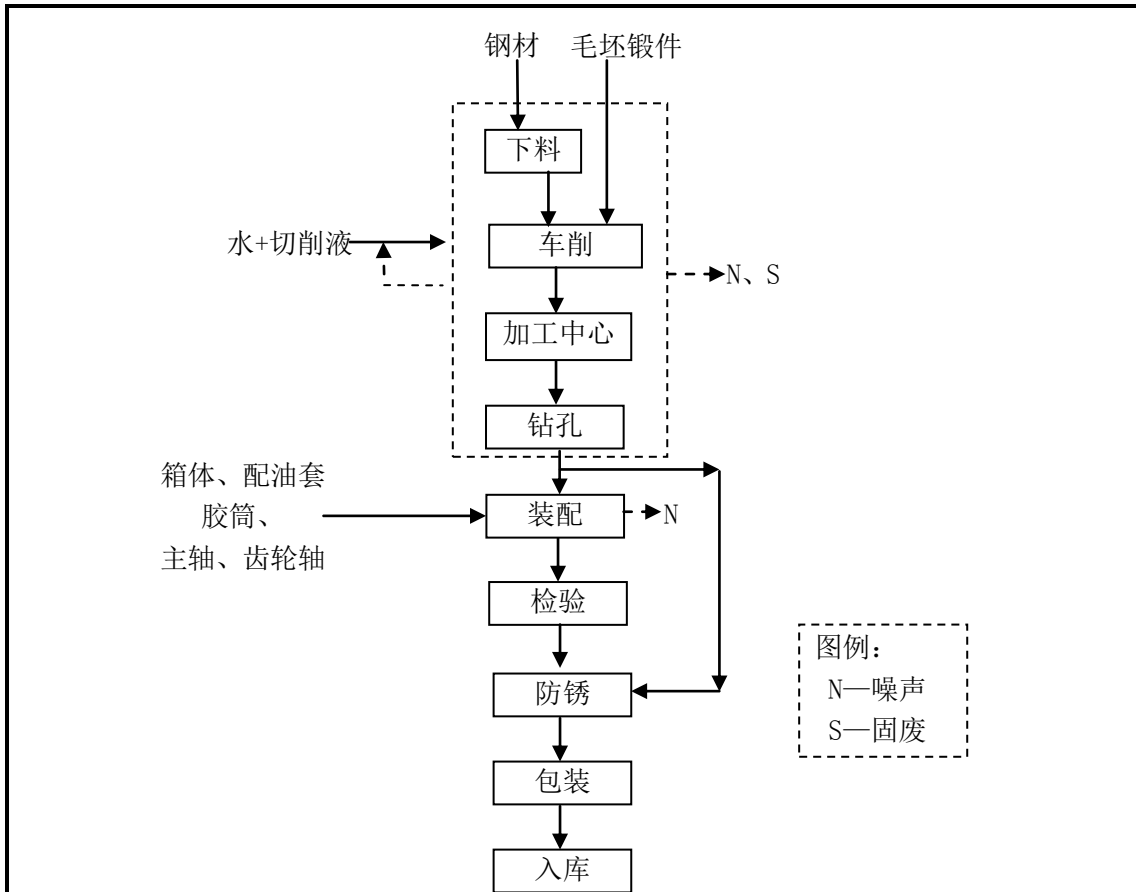 钢材
毛坯锻件
下料
水+切削液
车削
N、S
加工中心
钻孔
箱体、配油套
胶筒、
主轴、齿轮轴
装配
N
检验
图例：
N—噪声
S—固废
防锈
包装
入库